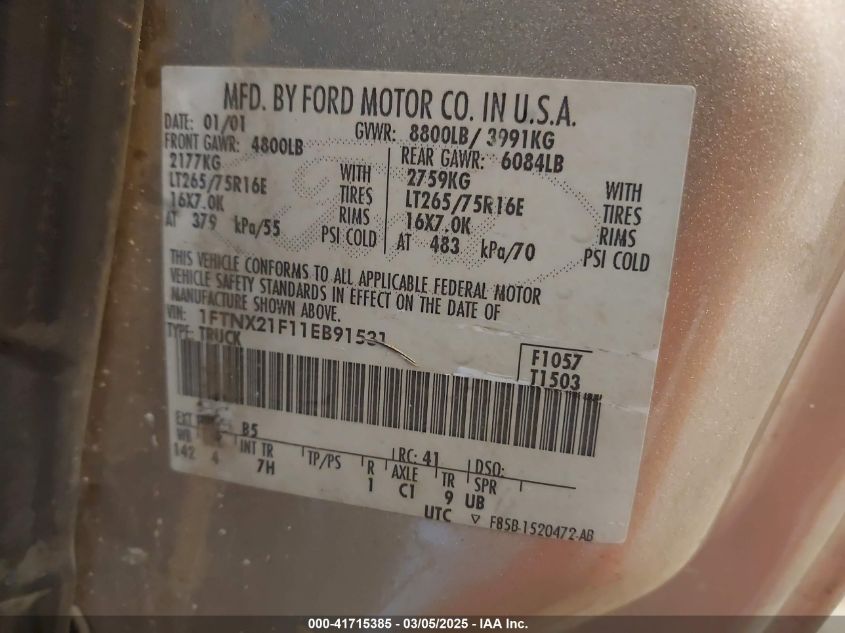 MFD. BY FORD MOTOR CO. IN U.S.A.
DATE: 01/01 GVWR: 8800LB/ 3991KG
FRONT GAWR: 4800LB REAR GAWR: 6084LB
2177KG WITH 2759KG WITH
LT265/75R16E TIRES LT265/75R16E TIRES
16X7.0K RIMS 16X7.0K RIMS
AT 379 kPa/55 PSI COLD AT 483 kPa/70 PSI COLD
THIS VEHICLE CONFORMS TO ALL APPLICABLE FEDERAL MOTOR
VEHICLE SAFETY STANDARDS IN EFFECT ON THE DATE OF
MANUFACTURE SHOWN ABOVE.
VIN: 1FTNX21F11EB91531
TYPE: TRUCK
F1057
T1503
EXT B5 RC: 41 DSO:
WB INT TR TP/PS R AXLE TR SPR
142 4 7H 1 C1 9 UB
UTC ▽ F85B-1520472-AB
000-41715385 - 03/05/2025 - IAA Inc.